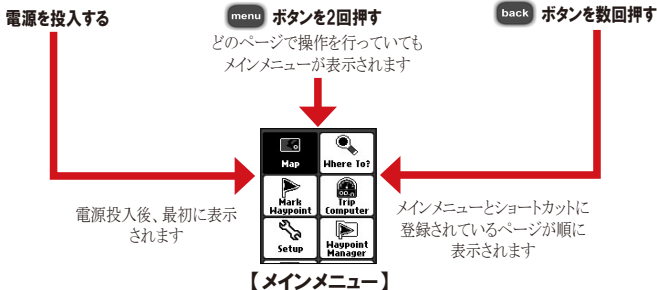 電源を投入する
menu ボタンを2回押す
back ボタンを数回押す
どのページで操作を行っていても
メインメニューが表示されます
Map
Where To?
Mark
Waypoint
Trip
Computer
Setup
Waypoint
Manager
電源投入後、最初に表示
されます
メインメニューとショートカットに
登録されているページが順に
表示されます
【メインメニュー】